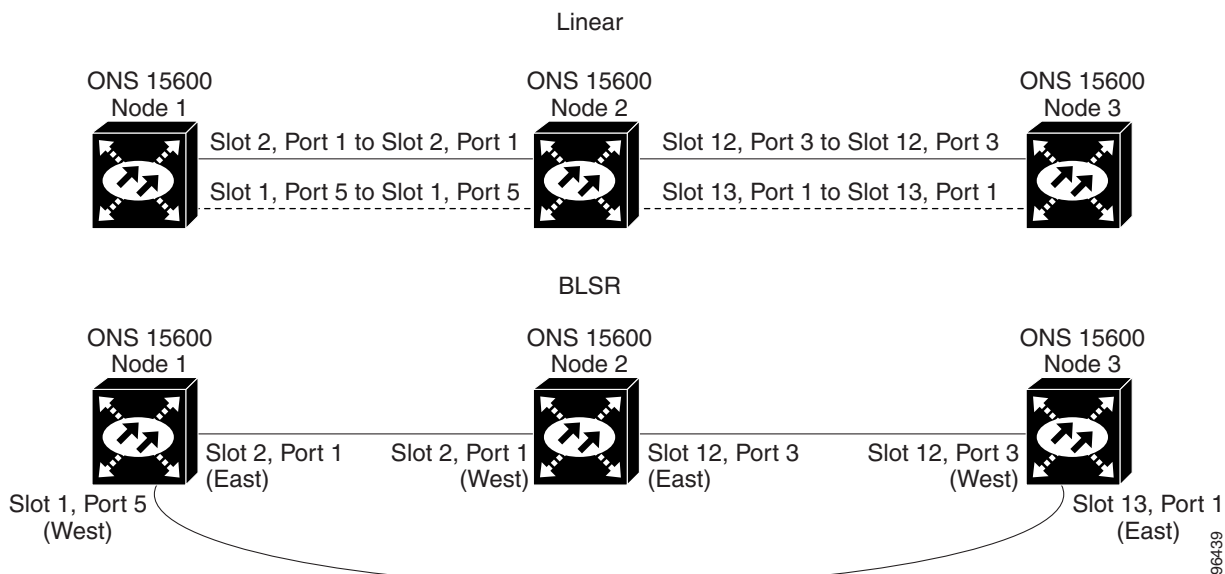 Linear
ONS 15600
Node 1
ONS 15600
Node 2
ONS 15600
Node 3
Slot 2, Port 1 to Slot 2, Port 1
Slot 12, Port 3 to Slot 12, Port 3
Slot 1, Port 5 to Slot 1, Port 5
Slot 13, Port 1 to Slot 13, Port 1
BLSR
ONS 15600
Node 1
ONS 15600
Node 2
ONS 15600
Node 3
Slot 2, Port 1
(East)
Slot 2, Port 1
(West)
Slot 12, Port 3
(East)
Slot 12, Port 3
(West)
Slot 1, Port 5
(West)
Slot 13, Port 1
(East)
96439